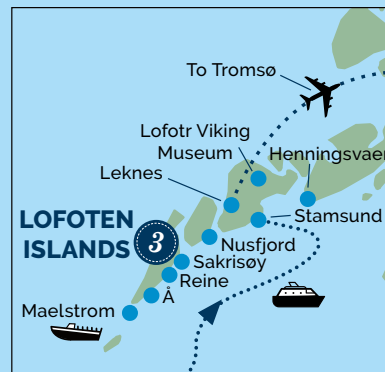 To Tromsø
Lofotr Viking
Museum
Henningsvaer
Leknes
LOFOTEN
ISLANDS
3
Stamsund
Nusfjord
Sakrisøy
Reine
Å
Maelstrom